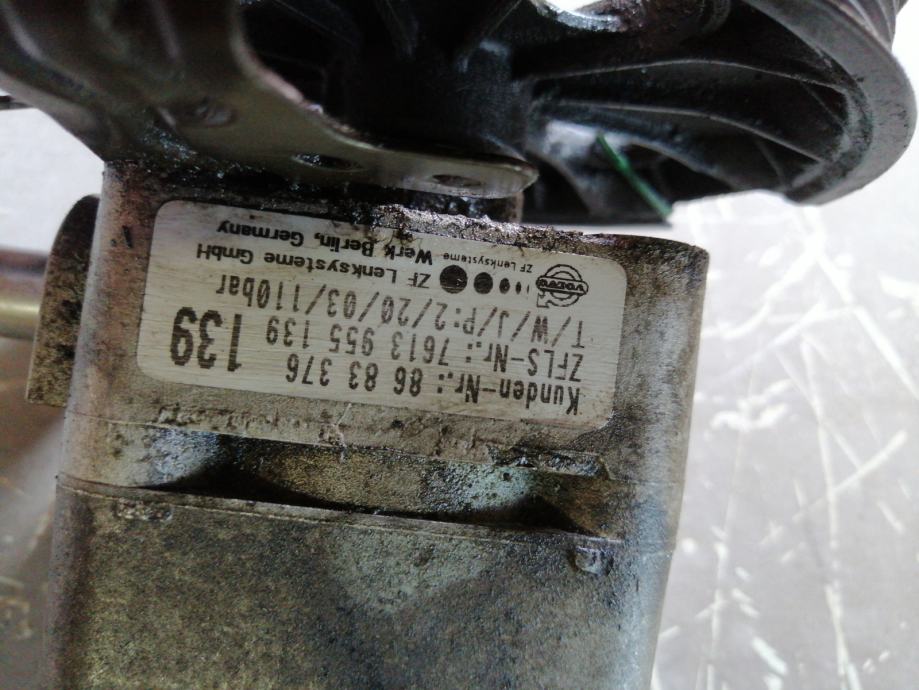 Kunden-Nr.: 86 83 376
ZFLS-Nr.: 7613 955 139
139
T/W/J/P: 2/20/03/110bar
VOLVO
ZF Lenksysteme
ZF Lenksysteme GmbH
Werk Berlin, Germany